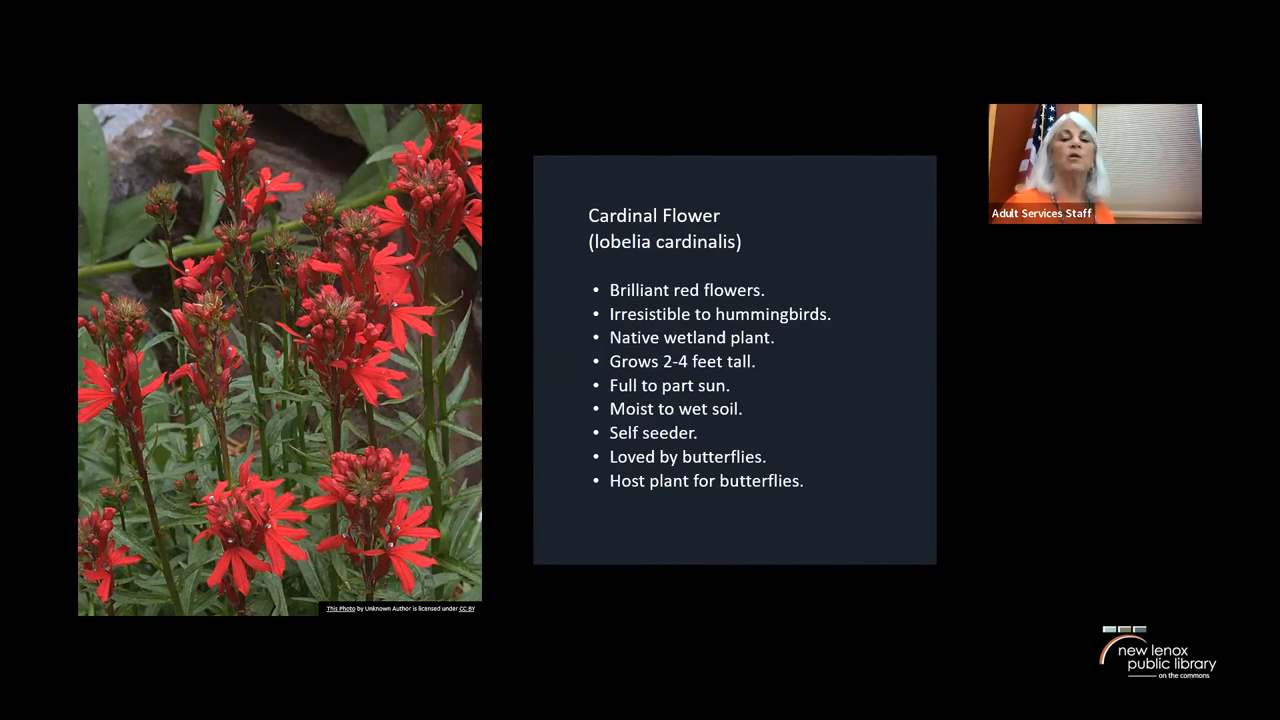 Cardinal Flower
(lobelia cardinalis)
• Brilliant red flowers.
• Irresistible to hummingbirds.
• Native wetland plant.
• Grows 2-4 feet tall.
• Full to part sun.
• Moist to wet soil.
• Self seeder.
• Loved by butterflies.
• Host plant for butterflies.
Adult Services Staff
This Photo by Unknown Author is licensed under CC BY
new lenox
public library
on the commons